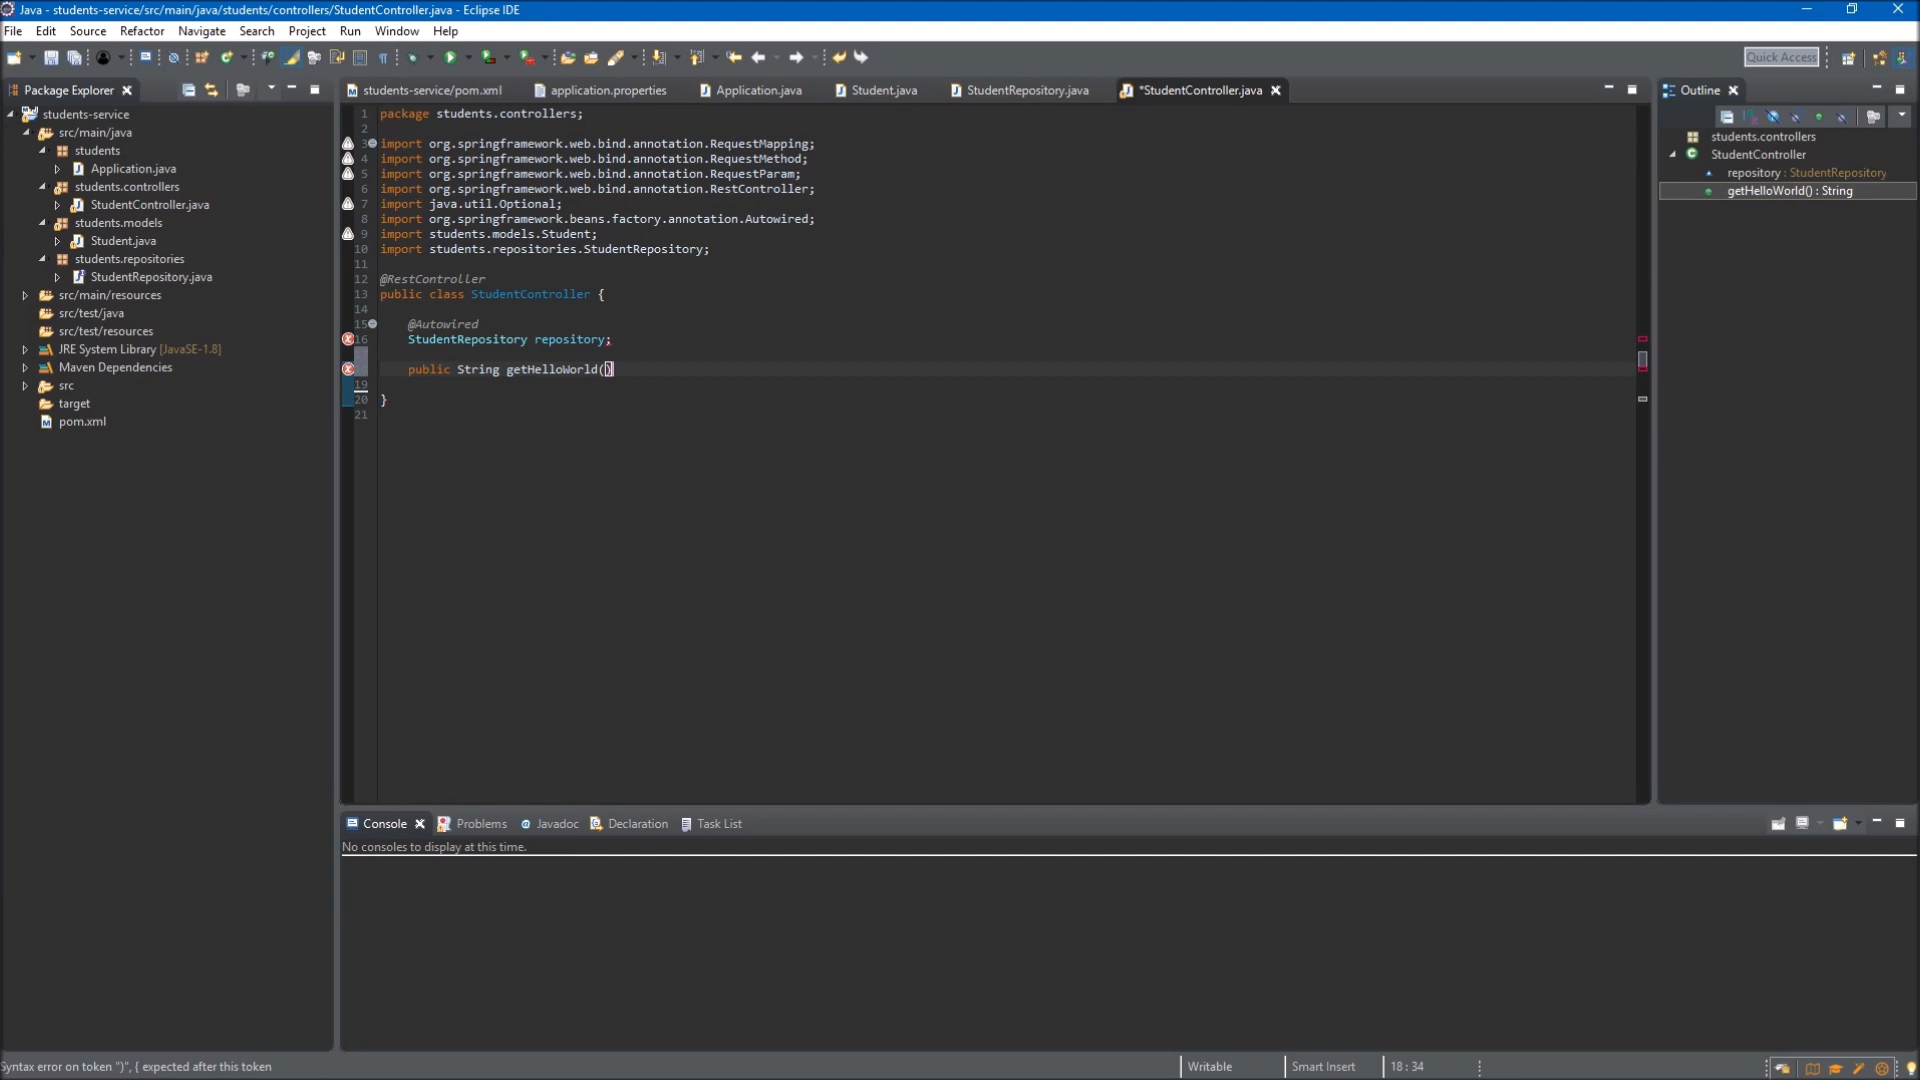 Java - students-service/src/main/java/students/controllers/StudentController.java - Eclipse IDE
File Edit Source Refactor Navigate Search Project Run Window Help
Quick Access
Package Explorer
students-service
src/main/java
students
Application.java
students.controllers
StudentController.java
students.models
Student.java
students.repositories
StudentRepository.java
src/main/resources
src/test/java
src/test/resources
JRE System Library [JavaSE-1.8]
Maven Dependencies
src
target
pom.xml
students-service/pom.xml application.properties Application.java Student.java StudentRepository.java *StudentController.java
1 package students.controllers;
2
3 import org.springframework.web.bind.annotation.RequestMapping;
4 import org.springframework.web.bind.annotation.RequestMethod;
5 import org.springframework.web.bind.annotation.RequestParam;
6 import org.springframework.web.bind.annotation.RestController;
7 import java.util.Optional;
8 import org.springframework.beans.factory.annotation.Autowired;
9 import students.models.Student;
10 import students.repositories.StudentRepository;
11
12 @RestController
13 public class StudentController {
14
15 @Autowired
16 StudentRepository repository;
public String getHelloWorld()
19
20 }
21
Outline
students.controllers
StudentController
repository : StudentRepository
getHelloWorld() : String
Console Problems Javadoc Declaration Task List
No consoles to display at this time.
Syntax error on token ")", { expected after this token
Writable Smart Insert 18 : 34